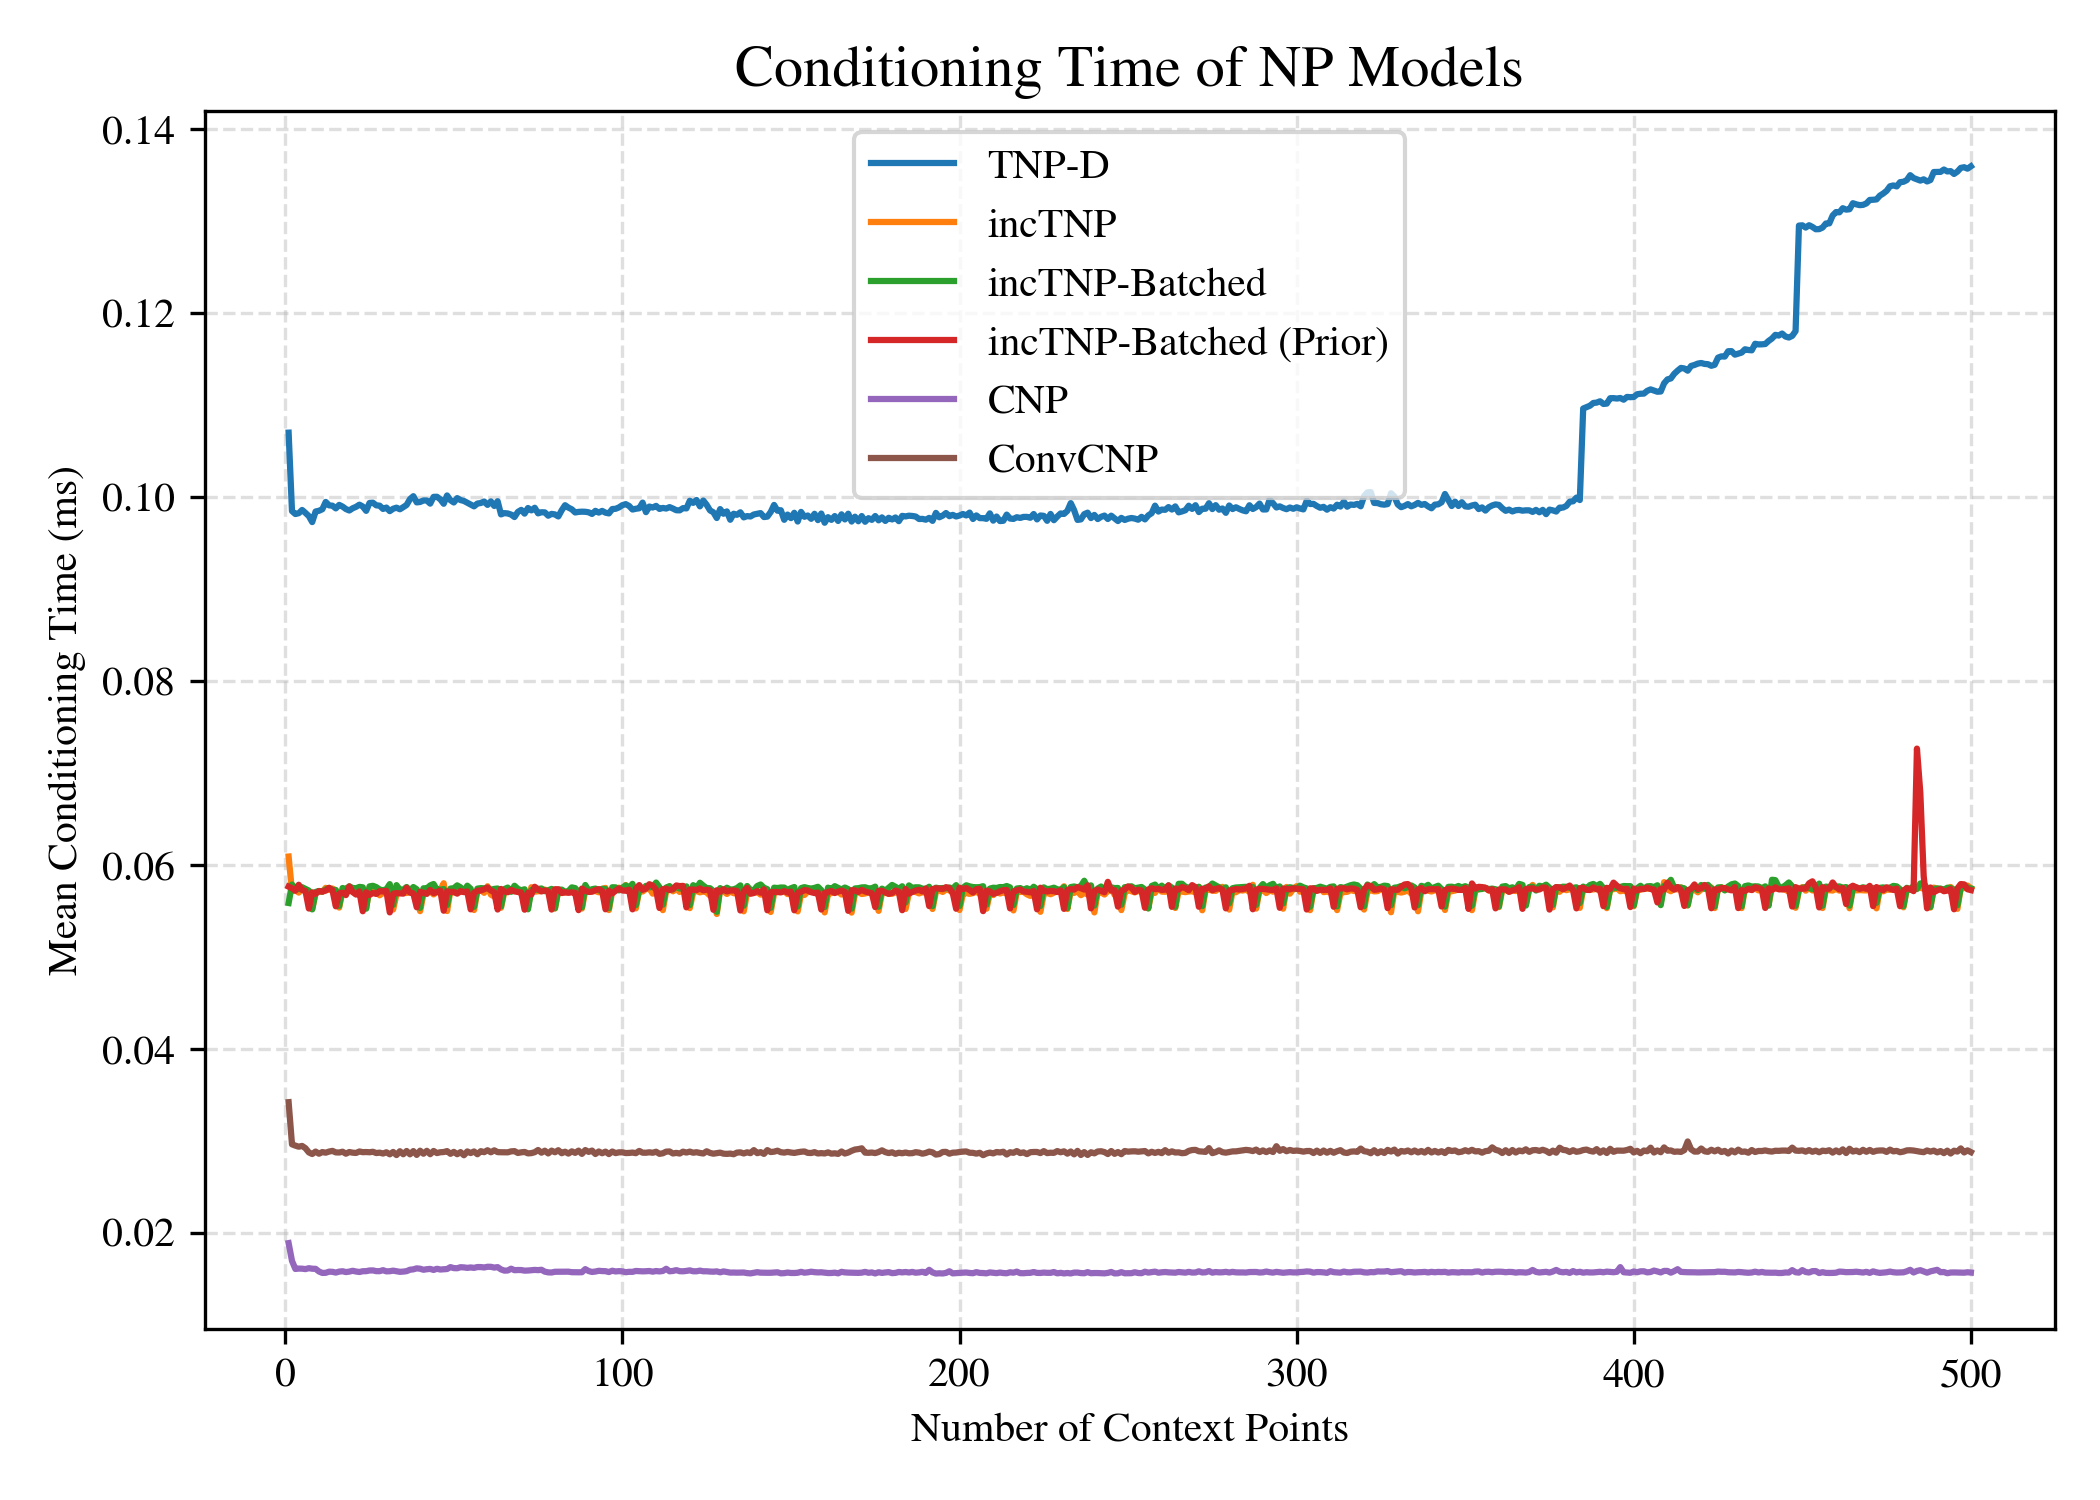 Conditioning Time of NP Models
0.14
0.12
0.10
0.08
0.06
0.04
0.02
Mean Conditioning Time (ms)
TNP-D
incTNP
incTNP-Batched
incTNP-Batched (Prior)
CNP
ConvCNP
0 100 200 300 400 500
Number of Context Points